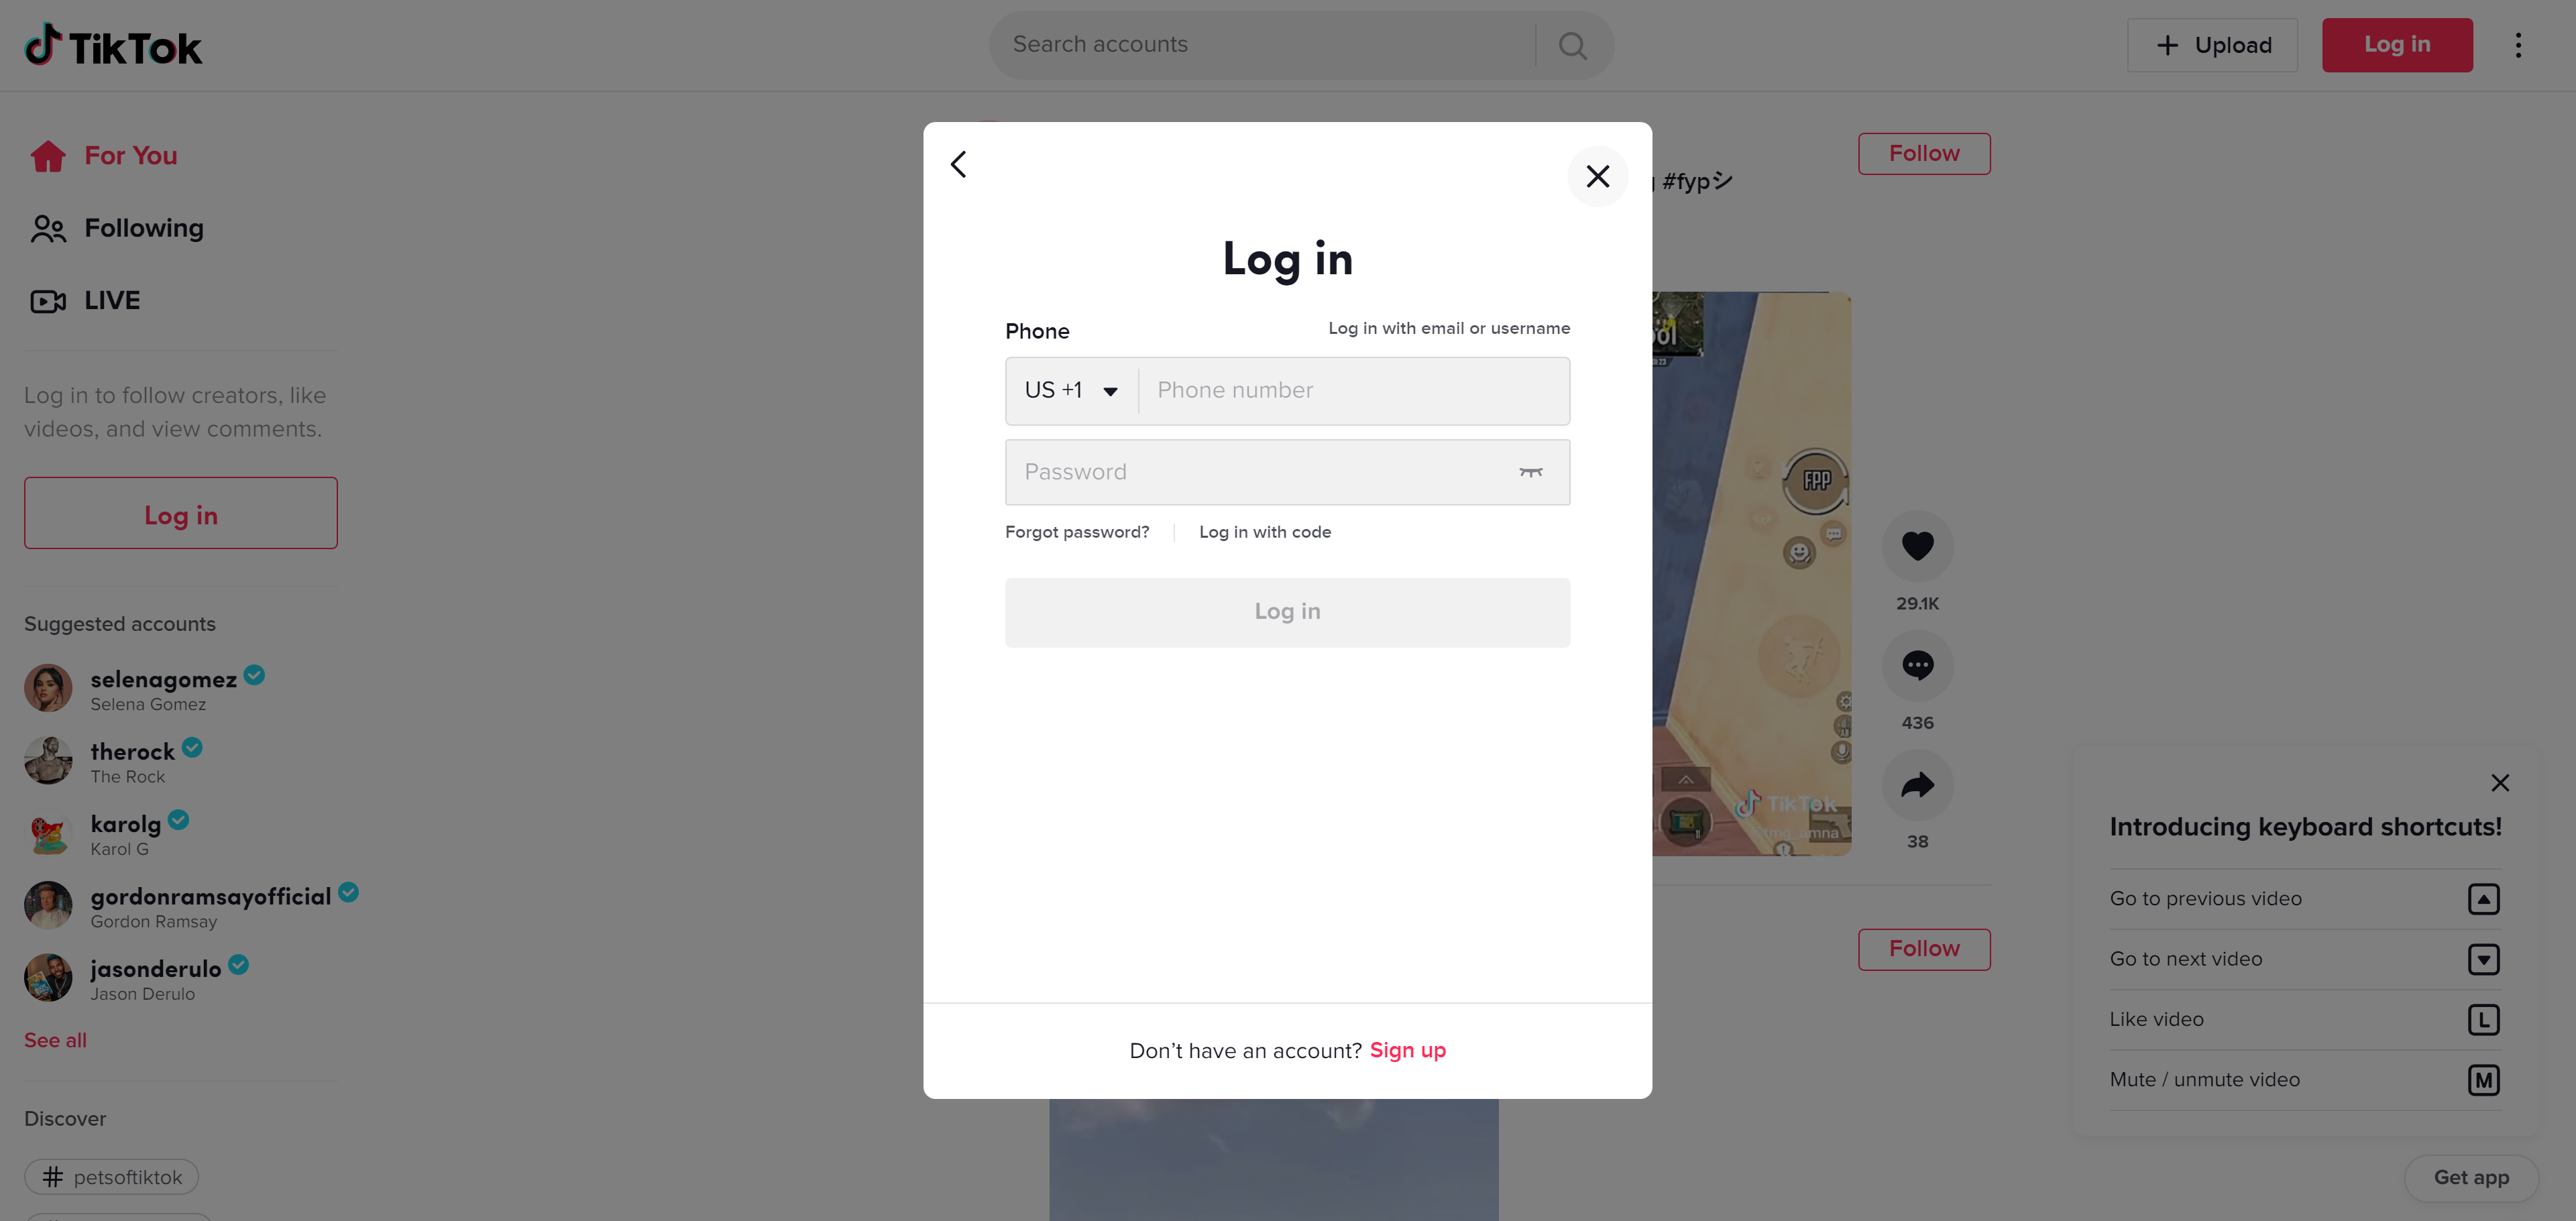 TikTok
Search accounts
Upload
Log in
For You
Following
LIVE
Log in to follow creators, like
videos, and view comments.
Log in
Suggested accounts
selenagomez
Selena Gomez
therock
The Rock
karolg
Karol G
gordonramsayofficial
Gordon Ramsay
jasonderulo
Jason Derulo
See all
Discover
# petsoftiktok
Log in
Phone
Log in with email or username
US +1
Phone number
Password
Forgot password?
Log in with code
Log in
Don’t have an account? Sign up
#fypシ
Follow
FPP
TikTok
29.1K
436
38
Follow
Introducing keyboard shortcuts!
Go to previous video
Go to next video
Like video
L
Mute / unmute video
M
Get app